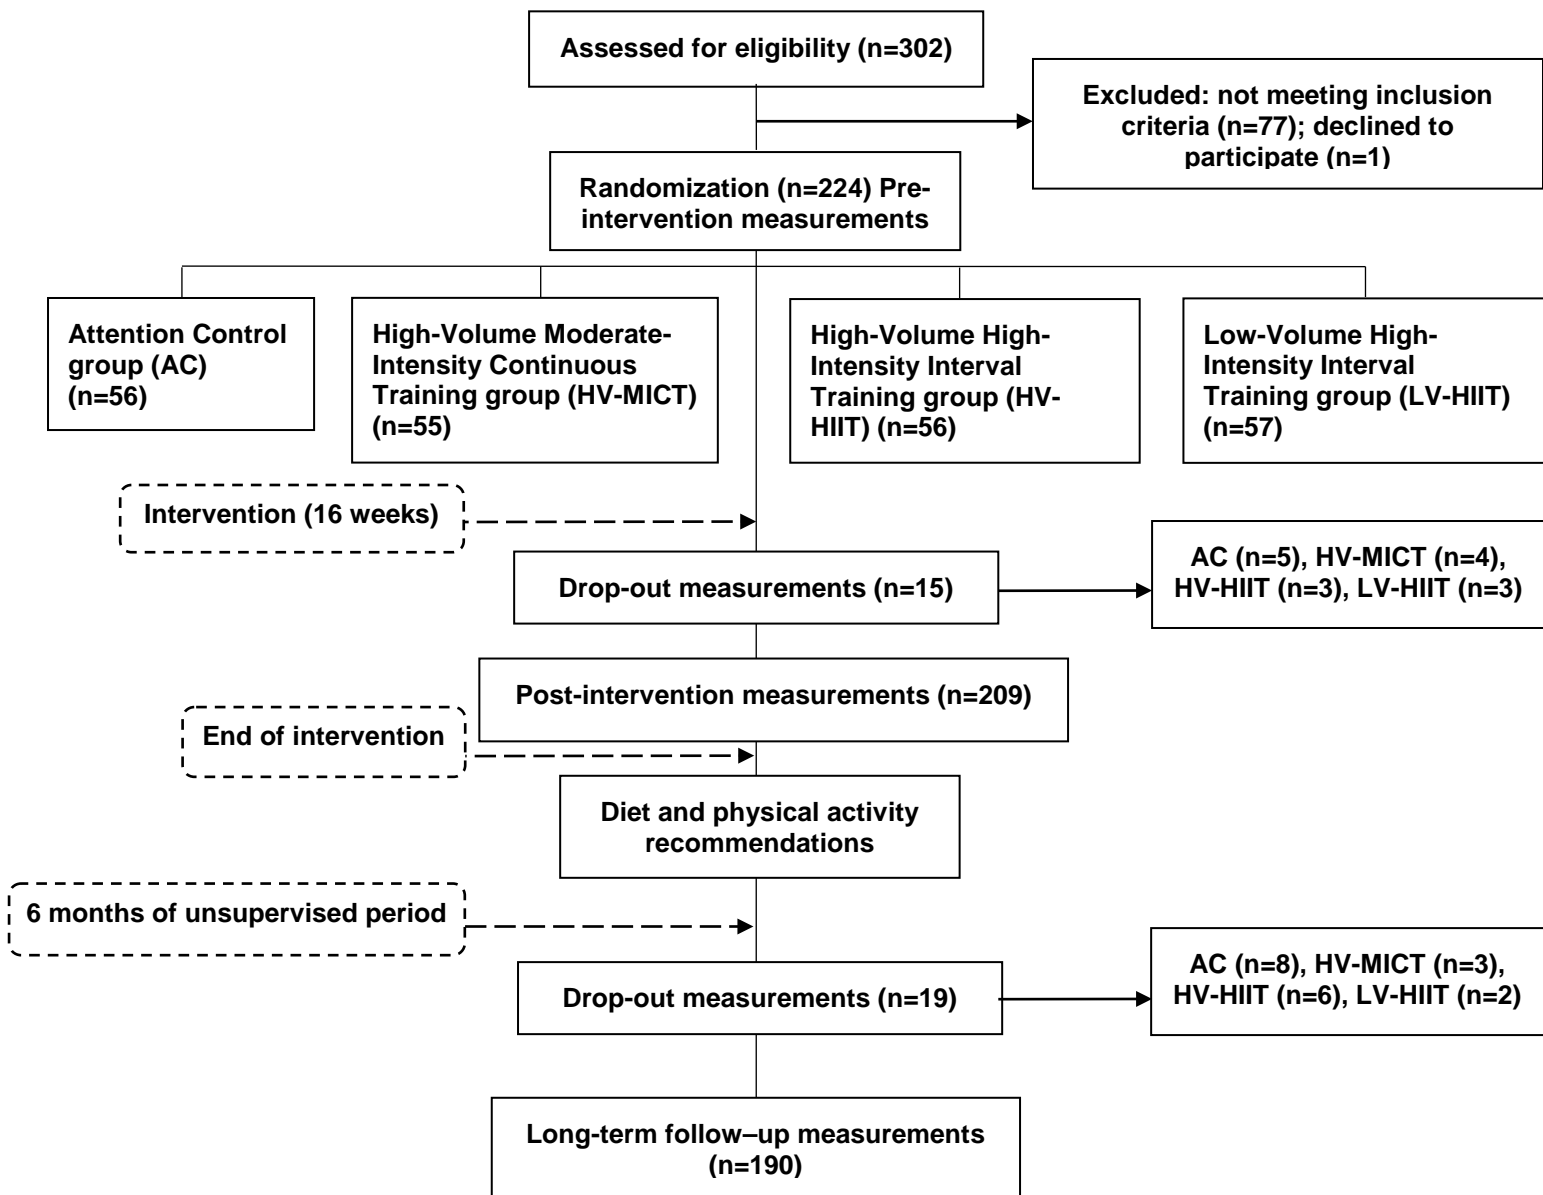 Assessed for eligibility (n=302)
Excluded: not meeting inclusion
criteria (n=77); declined to
participate (n=1)
Randomization (n=224) Pre-
intervention measurements
Attention Control
group (AC)
(n=56)
High-Volume Moderate-
Intensity Continuous
Training group (HV-MICT)
(n=55)
High-Volume High-
Intensity Interval
Training group (HV-
HIIT) (n=56)
Low-Volume High-
Intensity Interval
Training group (LV-HIIT)
(n=57)
Intervention (16 weeks)
Drop-out measurements (n=15)
AC (n=5), HV-MICT (n=4),
HV-HIIT (n=3), LV-HIIT (n=3)
Post-intervention measurements (n=209)
End of intervention
Diet and physical activity
recommendations
6 months of unsupervised period
Drop-out measurements (n=19)
AC (n=8), HV-MICT (n=3),
HV-HIIT (n=6), LV-HIIT (n=2)
Long-term follow–up measurements
(n=190)